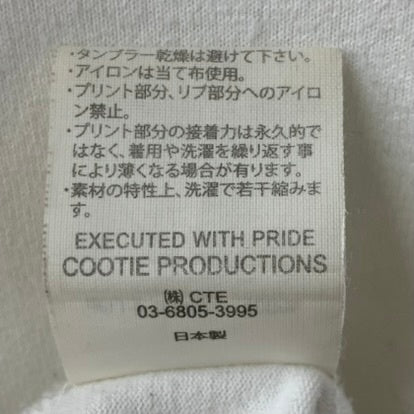 ・タンブラー乾燥は避けて下さい。
・アイロンは当て布使用。
・プリント部分、リブ部分へのアイロ
ン禁止。
・プリント部分の接着力は永久的で
はなく、着用や洗濯を繰り返す事
により薄くなる場合が有ります。
・素材の特性上、洗濯で若干縮みま
す。
EXECUTED WITH PRIDE
COOTIE PRODUCTIONS
㈱ CTE
03-6805-3995
日本製